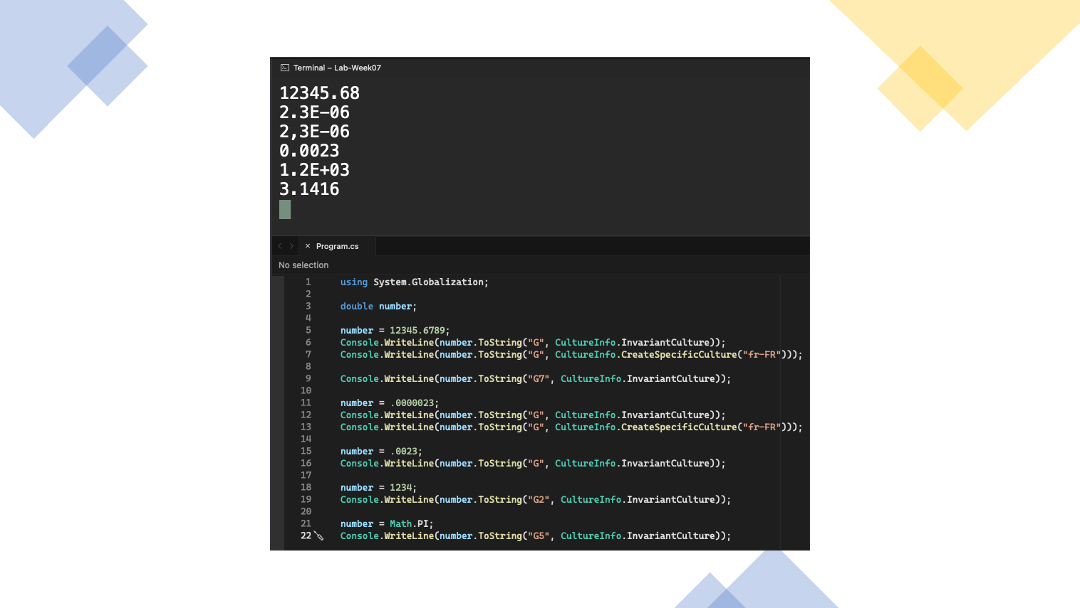 Terminal – Lab-Week07
12345.68
2.3E-06
2,3E-06
0.0023
1.2E+03
3.1416
Program.cs
No selection
1 using System.Globalization;
2
3 double number;
4
5 number = 12345.6789;
6 Console.WriteLine(number.ToString("G", CultureInfo.InvariantCulture));
7 Console.WriteLine(number.ToString("G", CultureInfo.CreateSpecificCulture("fr-FR")));
8
9 Console.WriteLine(number.ToString("G7", CultureInfo.InvariantCulture));
10
11 number = .0000023;
12 Console.WriteLine(number.ToString("G", CultureInfo.InvariantCulture));
13 Console.WriteLine(number.ToString("G", CultureInfo.CreateSpecificCulture("fr-FR")));
14
15 number = .0023;
16 Console.WriteLine(number.ToString("G", CultureInfo.InvariantCulture));
17
18 number = 1234;
19 Console.WriteLine(number.ToString("G2", CultureInfo.InvariantCulture));
20
21 number = Math.PI;
22 Console.WriteLine(number.ToString("G5", CultureInfo.InvariantCulture));